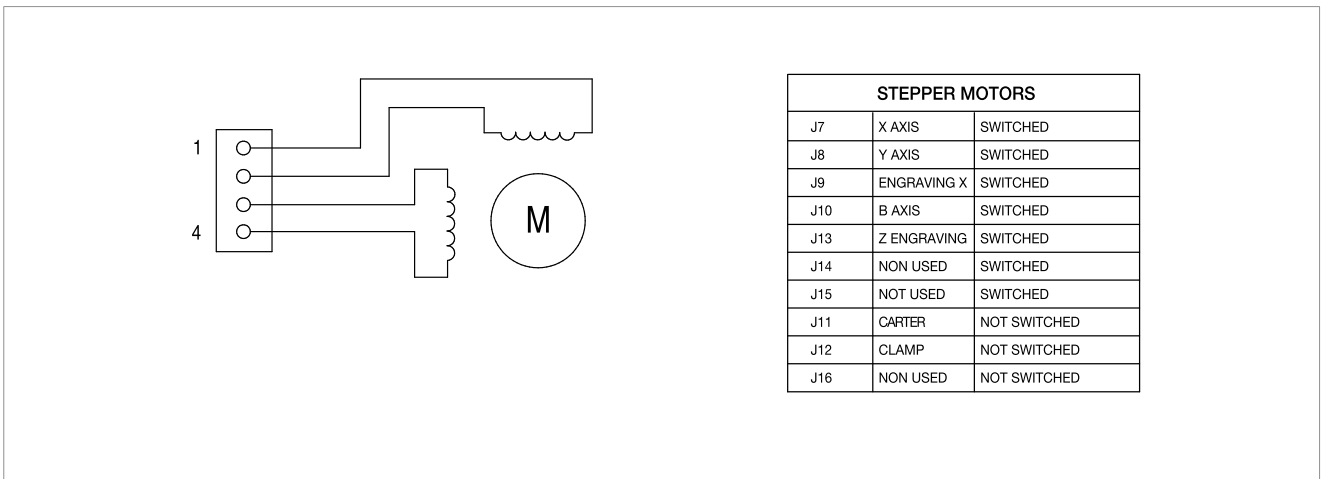 1
4
M
STEPPER MOTORS
J7 X AXIS SWITCHED
J8 Y AXIS SWITCHED
J9 ENGRAVING X SWITCHED
J10 B AXIS SWITCHED
J13 Z ENGRAVING SWITCHED
J14 NON USED SWITCHED
J15 NOT USED SWITCHED
J11 CARTER NOT SWITCHED
J12 CLAMP NOT SWITCHED
J16 NON USED NOT SWITCHED